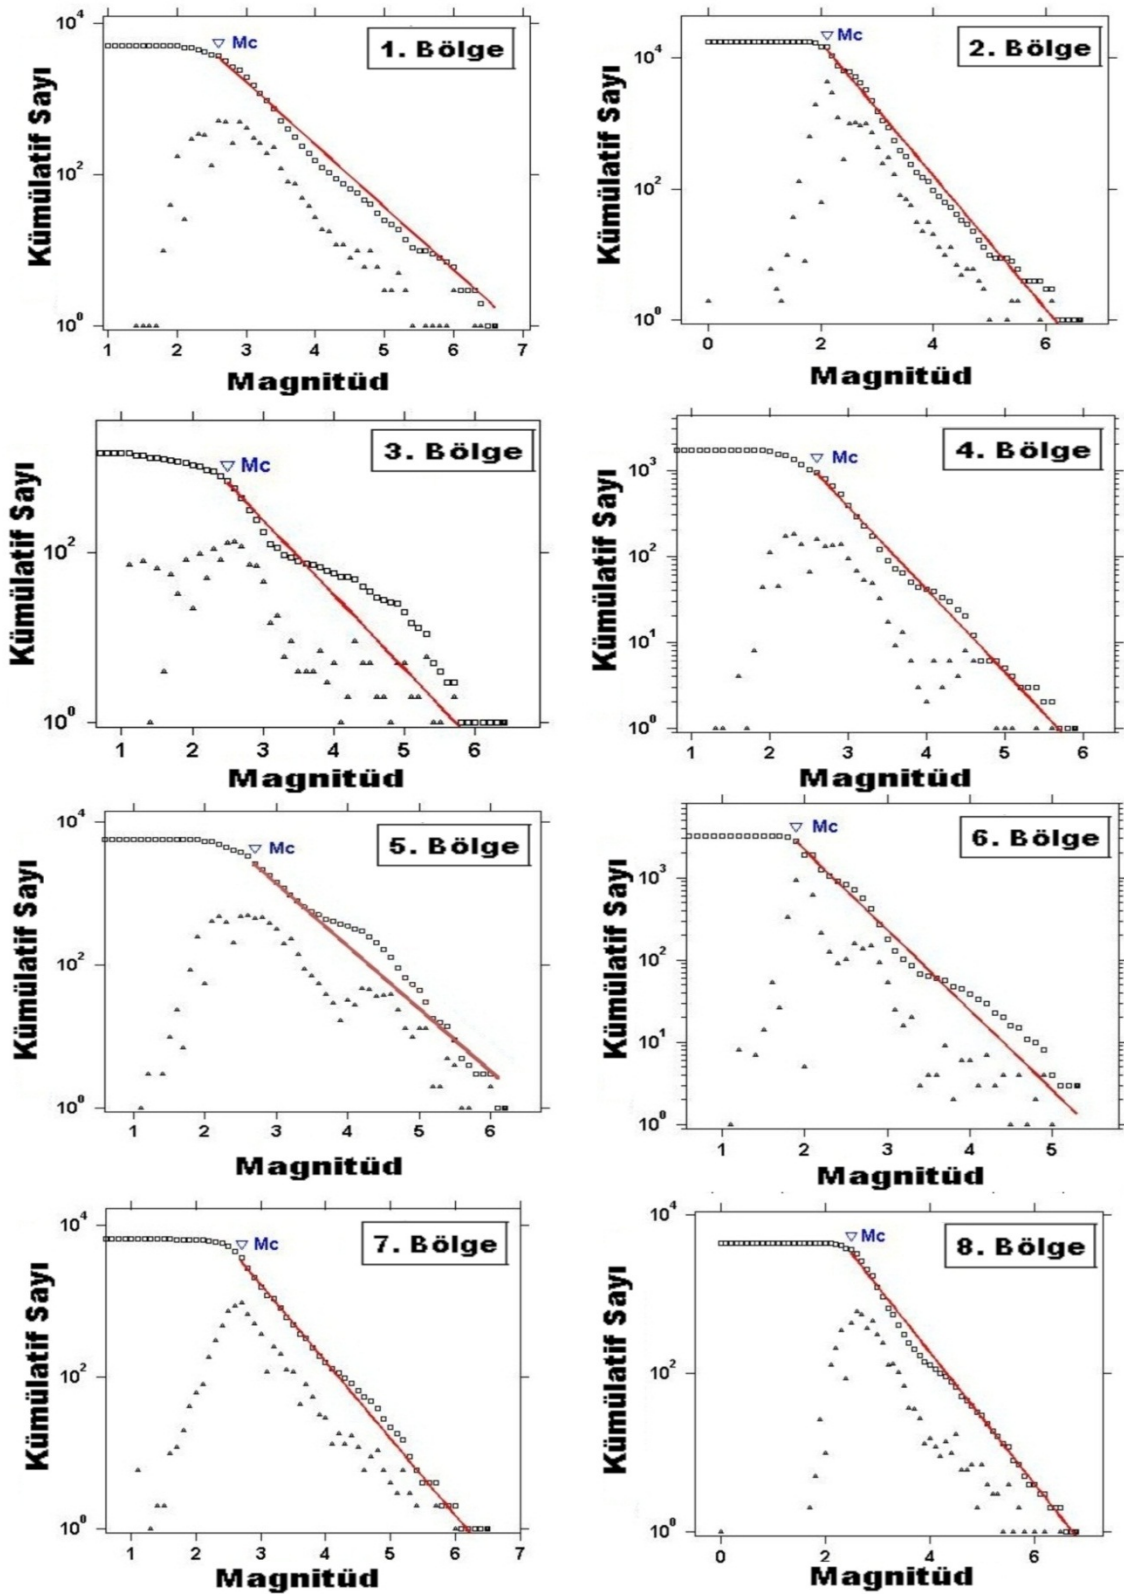 10⁴
Mc
1. Bölge
Kümülatif Sayı
10²
10⁰
1 2 3 4 5 6 7
Magnitüd
10⁴
Mc
2. Bölge
Kümülatif Sayı
10²
10⁰
0 2 4 6
Magnitüd
Mc
3. Bölge
Kümülatif Sayı
10²
10⁰
1 2 3 4 5 6
Magnitüd
10³
Mc
4. Bölge
Kümülatif Sayı
10²
10¹
10⁰
1 2 3 4 5 6
Magnitüd
10⁴
Mc
5. Bölge
Kümülatif Sayı
10²
10⁰
1 2 3 4 5 6
Magnitüd
Mc
6. Bölge
10³
Kümülatif Sayı
10²
10¹
10⁰
1 2 3 4 5
Magnitüd
10⁴
Mc
7. Bölge
Kümülatif Sayı
10²
10⁰
1 2 3 4 5 6 7
Magnitüd
10⁴
Mc
8. Bölge
Kümülatif Sayı
10²
10⁰
0 2 4 6
Magnitüd